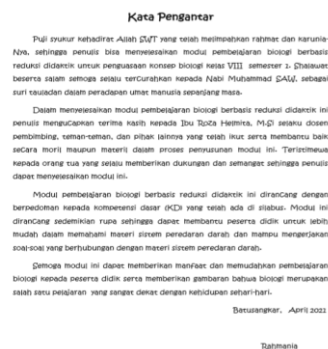 Kata Pengantar
Puji syukur kehadirat Allah SWT yang telah melimpahkan rahmat dan karunia-
Nya, sehingga penulis bisa menyelesaikan modul pembelajaran biologi berbasis
reduksi didaktik untuk penguasaan konsep biologi kelas VIII semester 2. Shalawat
beserta salam semoga selalu tercurahkan kepada Nabi Muhammad SAW, sebagai
suri tauladan dalam peradapan umat manusia sepanjang masa.
Dalam menyelesaikan modul pembelajaran biologi berbasis reduksi didaktik ini
penulis mengucapkan terima kasih kepada Ibu Roza Helmita, M.Si selaku dosen
pembimbing, teman-teman, dan pihak lainnya yang telah ikut serta membantu baik
secara moril maupun materil dalam proses penyusunan modul ini. Teristimewa
kepada orang tua yang selalu memberikan dukungan dan semangat sehingga penulis
dapat menyelesaikan modul ini.
Modul pembelajaran biologi berbasis reduksi didaktik ini dirancang dengan
berpedoman kepada kompetensi dasar (KD) yang telah ada di silabus. Modul ini
dirancang sedemikian rupa sehingga dapat membantu peserta didik untuk lebih
mudah dalam memahami materi sistem peredaran darah dan mampu mengerjakan
soal-soal yang berhubungan dengan materi sistem peredaran darah.
Semoga modul ini dapat memberikan manfaat dan memudahkan pembelajaran
biologi kepada peserta didik serta memberikan gambaran bahwa biologi merupakan
salah satu pelajaran yang sangat dekat dengan kehidupan sehari-hari.
Batusangkar, April 2021
Rahmania